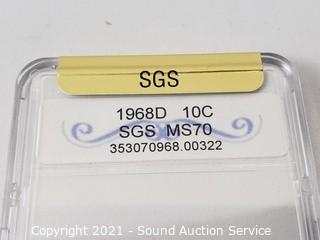 SGS
1968D 10C
SGS MS70
353070968.00322
Copyright 2021 - Sound Auction Service